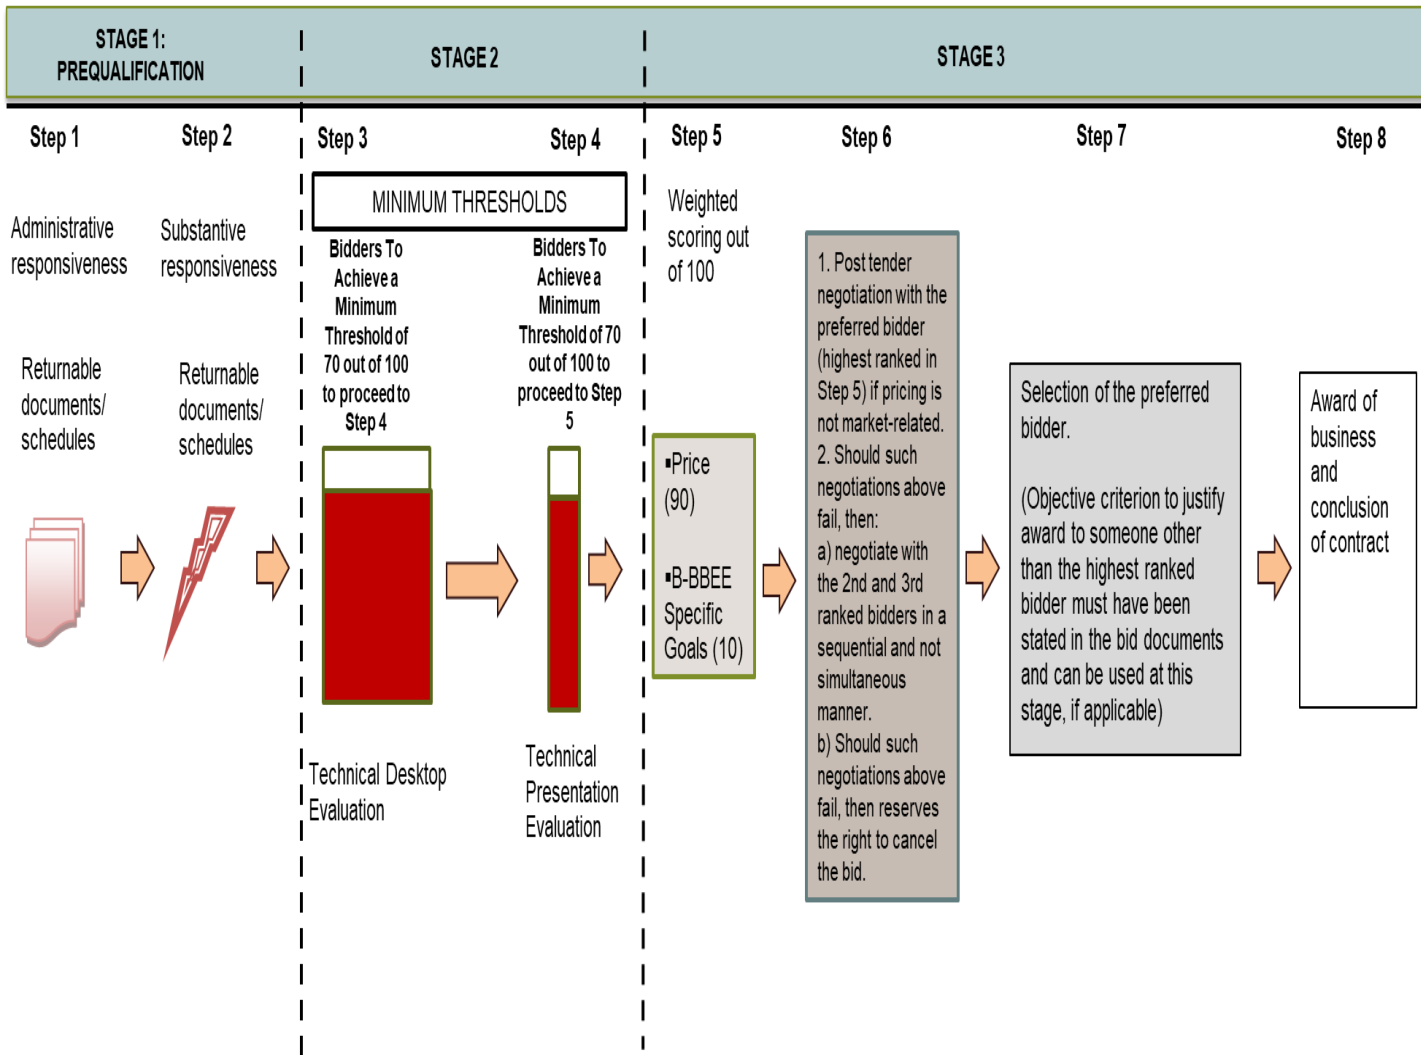 STAGE 1:
PREQUALIFICATION
STAGE 2
STAGE 3
Step 1
Step 2
Step 3
Step 4
Step 5
Step 6
Step 7
Step 8
Administrative
responsiveness
Returnable
documents/
schedules
Substantive
responsiveness
Returnable
documents/
schedules
MINIMUM THRESHOLDS
Bidders To
Achieve a
Minimum
Threshold of
70 out of 100
to proceed to
Step 4
Technical Desktop
Evaluation
Bidders To
Achieve a
Minimum
Threshold of 70
out of 100 to
proceed to Step
5
Technical
Presentation
Evaluation
Weighted
scoring out
of 100
▪Price
(90)
▪B-BBEE
Specific
Goals (10)
1. Post tender
negotiation with the
preferred bidder
(highest ranked in
Step 5) if pricing is
not market-related.
2. Should such
negotiations above
fail, then:
a) negotiate with
the 2nd and 3rd
ranked bidders in a
sequential and not
simultaneous
manner.
b) Should such
negotiations above
fail, then reserves
the right to cancel
the bid.
Selection of the preferred
bidder.
(Objective criterion to justify
award to someone other
than the highest ranked
bidder must have been
stated in the bid documents
and can be used at this
stage, if applicable)
Award of
business
and
conclusion
of contract